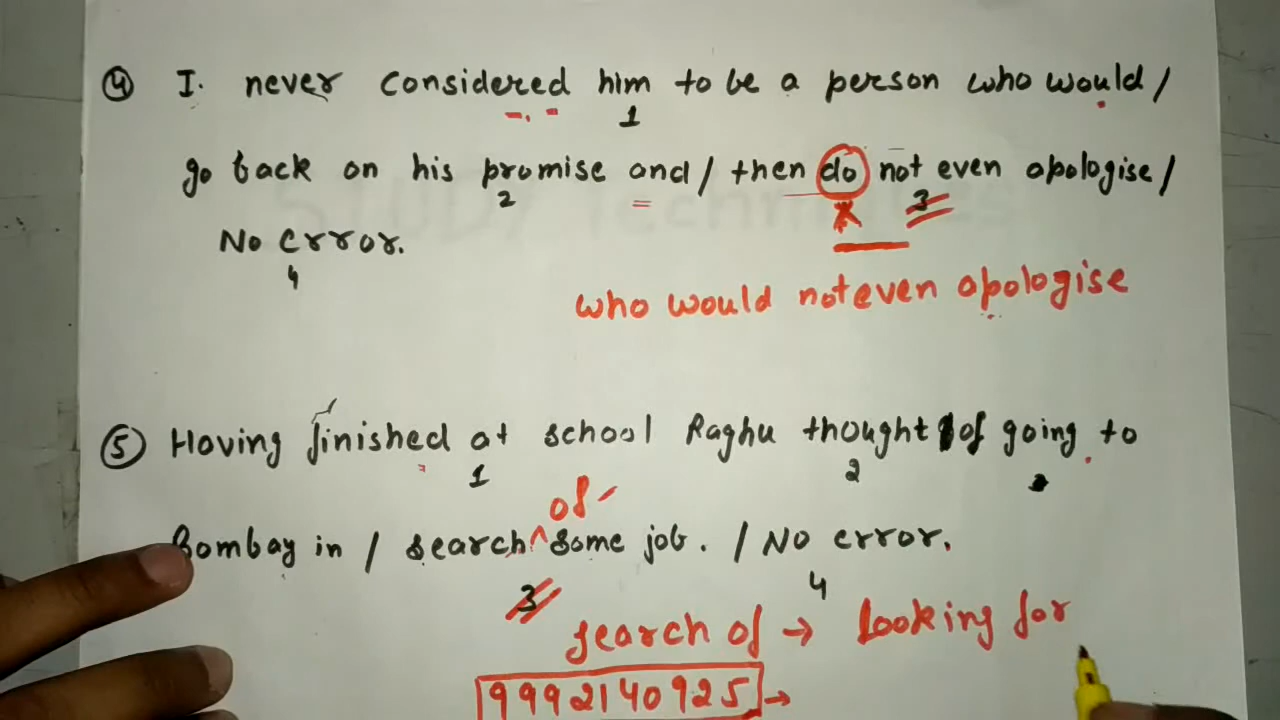 ④ I. never considered him to be a person who would /
1
go back on his promise and / then do not even apologise /
2 3
No error.
4
who would not even apologise
⑤ Having finished at school Raghu thought of going to
1 2
of
Bombay in / search ^ some job. / No error.
3 4
search of → Looking for
9992140925 →